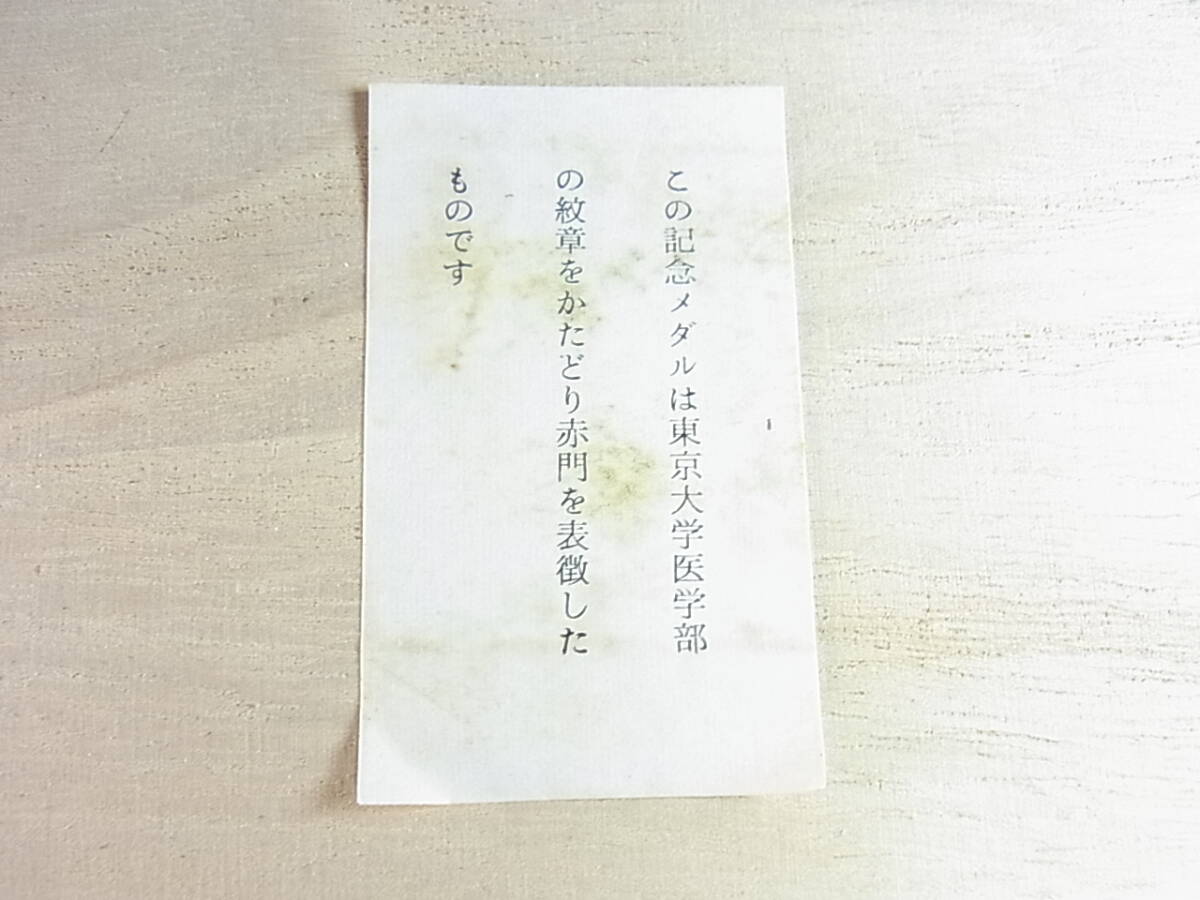 この記念メダルは東京大学医学部
の紋章をかたどり赤門を表徴した
ものです